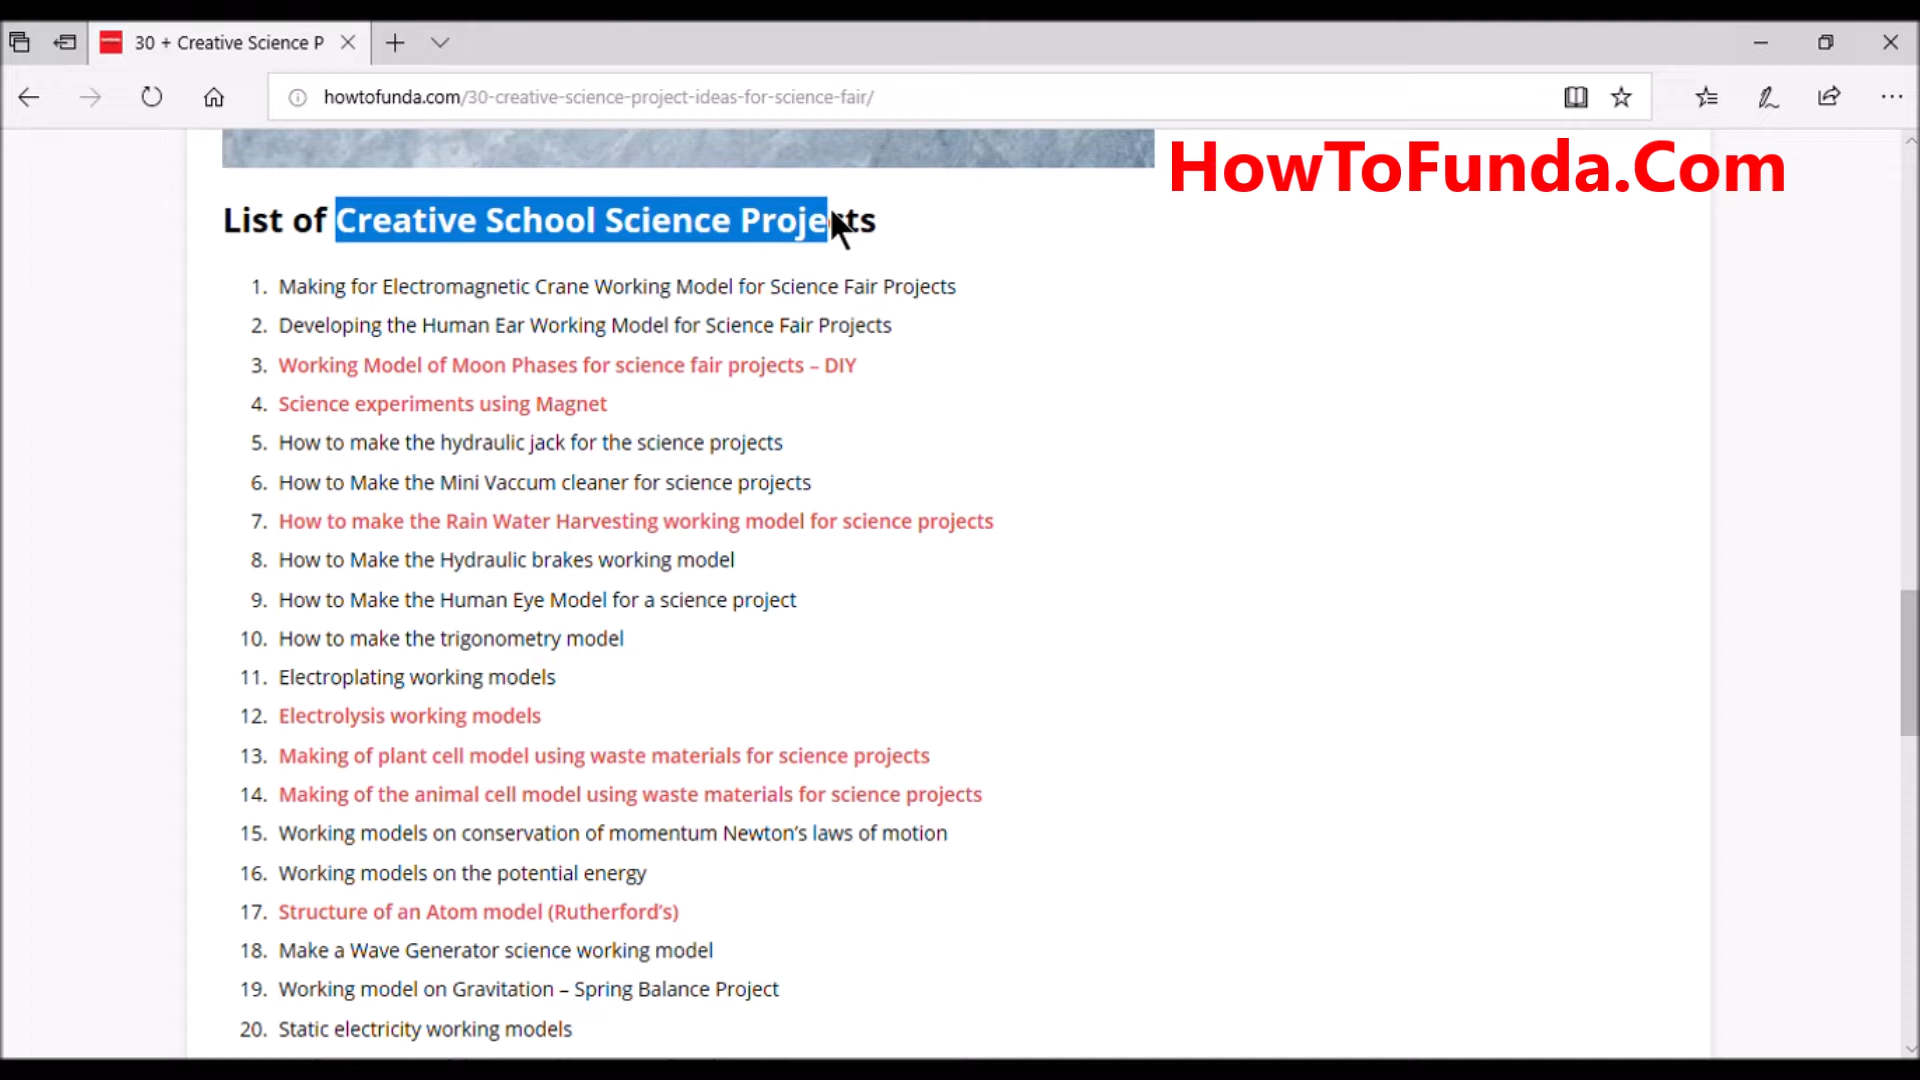 30 + Creative Science P
howtofunda.com/30-creative-science-project-ideas-for-science-fair/
HowToFunda.Com
List of Creative School Science Projects
1. Making for Electromagnetic Crane Working Model for Science Fair Projects
2. Developing the Human Ear Working Model for Science Fair Projects
3. Working Model of Moon Phases for science fair projects – DIY
4. Science experiments using Magnet
5. How to make the hydraulic jack for the science projects
6. How to Make the Mini Vaccum cleaner for science projects
7. How to make the Rain Water Harvesting working model for science projects
8. How to Make the Hydraulic brakes working model
9. How to Make the Human Eye Model for a science project
10. How to make the trigonometry model
11. Electroplating working models
12. Electrolysis working models
13. Making of plant cell model using waste materials for science projects
14. Making of the animal cell model using waste materials for science projects
15. Working models on conservation of momentum Newton’s laws of motion
16. Working models on the potential energy
17. Structure of an Atom model (Rutherford’s)
18. Make a Wave Generator science working model
19. Working model on Gravitation – Spring Balance Project
20. Static electricity working models